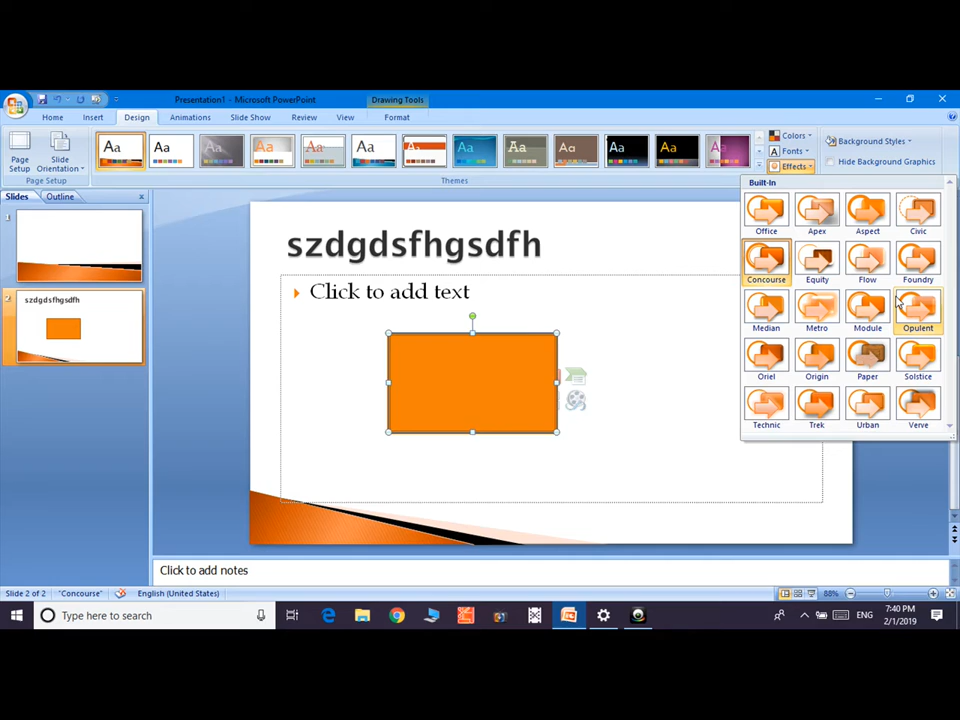 Presentation1 - Microsoft PowerPoint
Drawing Tools
Home
Insert
Design
Animations
Slide Show
Review
View
Format
Page Setup
Slide Orientation
Page Setup
Aa
Aa
Aa
Aa
Aa
Aa
Aa
Aa
Aa
Aa
Aa
Aa
Aa
Themes
Colors
Fonts
Effects
Background Styles
Hide Background Graphics
Slides
Outline
1
2
szdgdsfhgsdfh
szdgdsfhgsdfh
Click to add text
Built-In
Office
Apex
Aspect
Civic
Concourse
Equity
Flow
Foundry
Median
Metro
Module
Opulent
Oriel
Origin
Paper
Solstice
Technic
Trek
Urban
Verve
Click to add notes
Slide 2 of 2
"Concourse"
English (United States)
88%
Type here to search
ENG
7:40 PM
2/1/2019